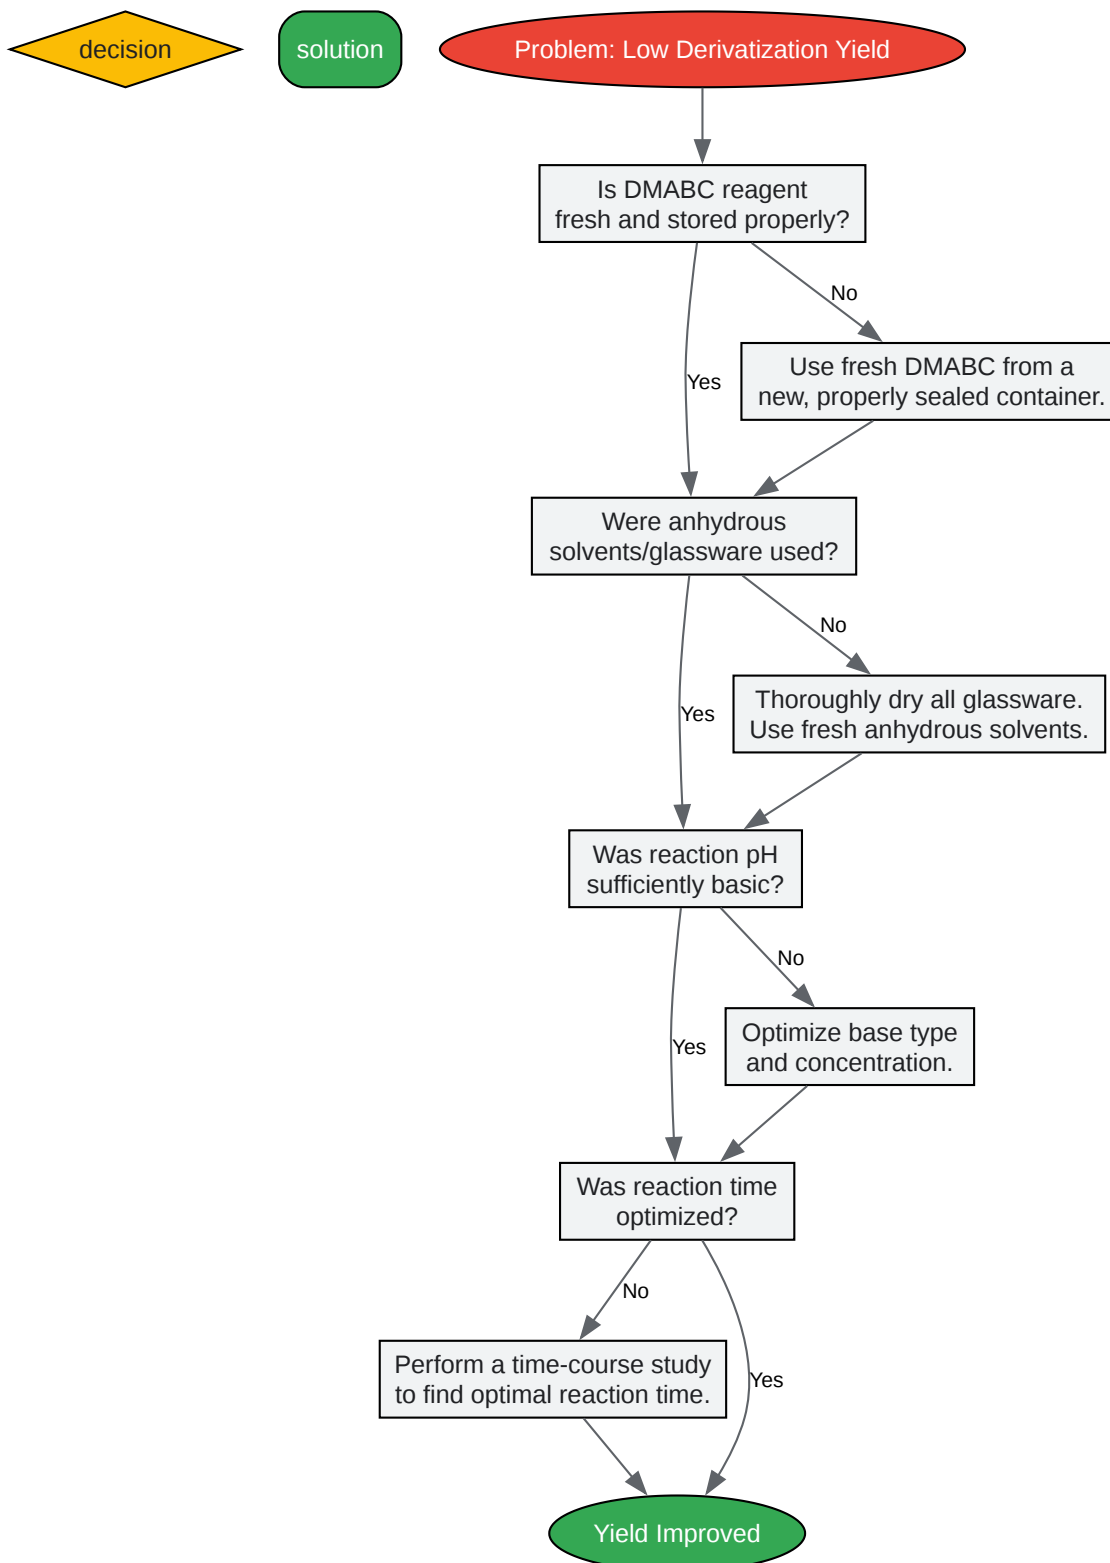 decision
solution
Problem: Low Derivatization Yield
Is DMABC reagent
fresh and stored properly?
No
Use fresh DMABC from a
new, properly sealed container.
Yes
Were anhydrous
solvents/glassware used?
No
Thoroughly dry all glassware.
Use fresh anhydrous solvents.
Yes
Was reaction pH
sufficiently basic?
No
Optimize base type
and concentration.
Yes
Was reaction time
optimized?
No
Perform a time-course study
to find optimal reaction time.
Yes
Yield Improved